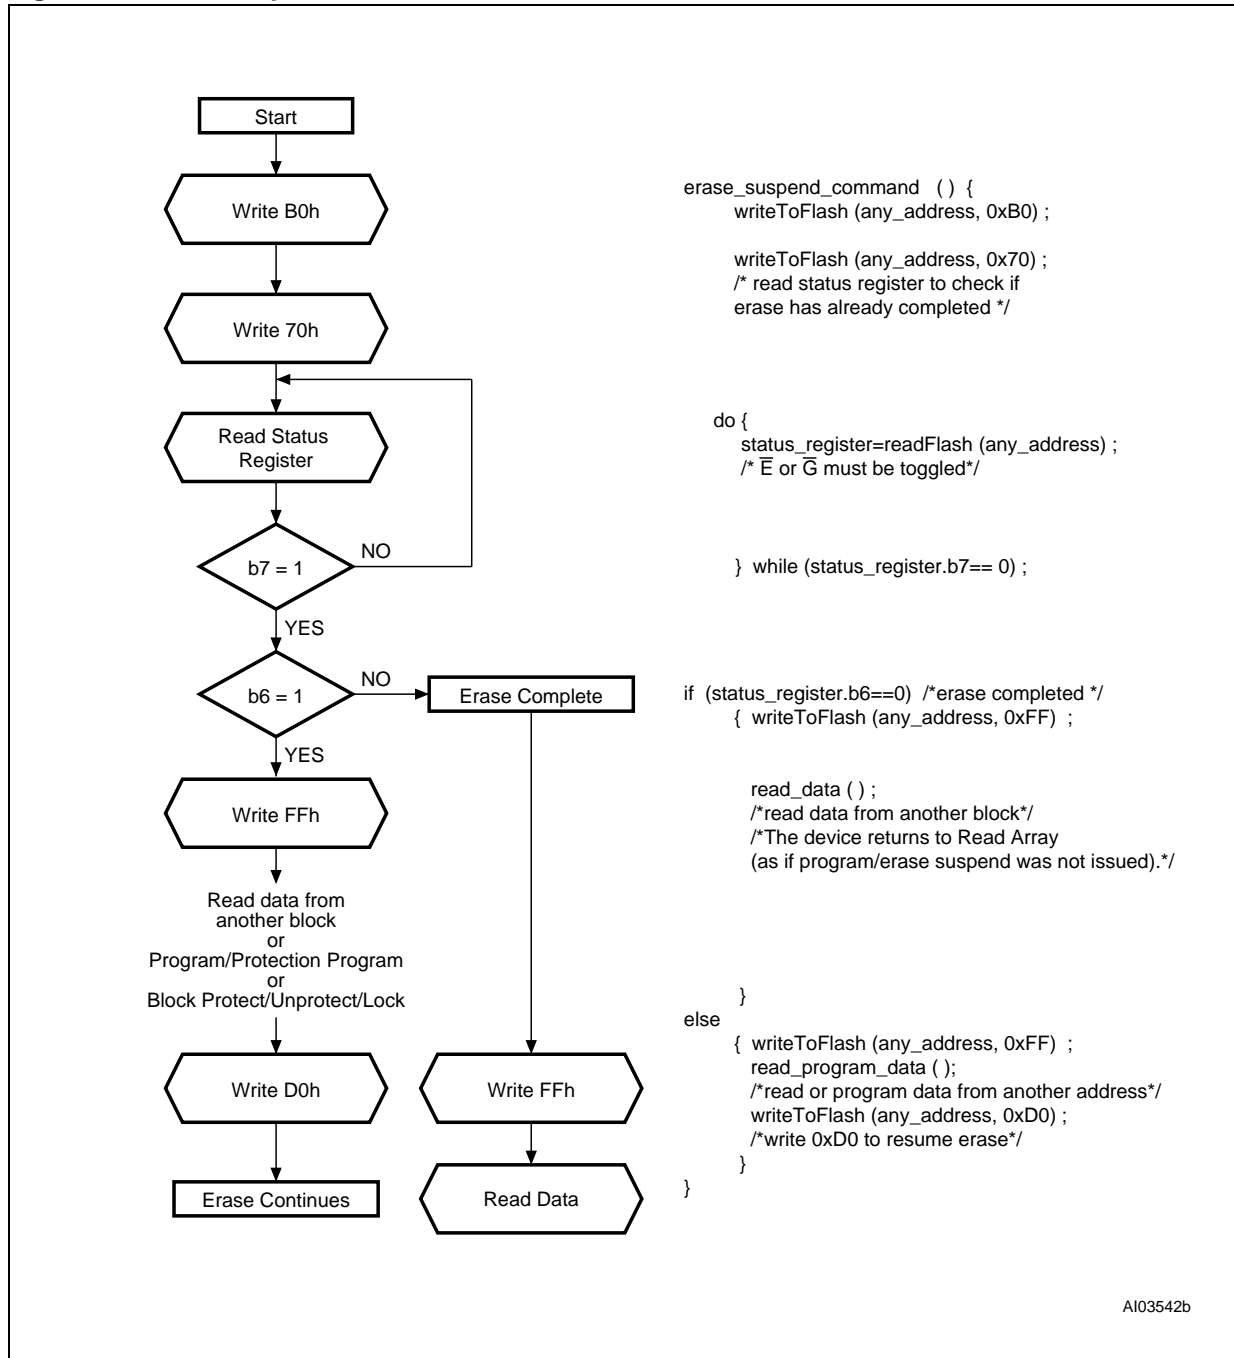 Start
Write B0h
Write 70h
Read Status
Register
NO
b7 = 1
YES
NO
b6 = 1
Erase Complete
YES
Write FFh
Read data from
another block
or
Program/Protection Program
or
Block Protect/Unprotect/Lock
Write D0h
Write FFh
Erase Continues
Read Data
erase_suspend_command ( ) {
writeToFlash (any_address, 0xB0) ;
writeToFlash (any_address, 0x70) ;
/* read status register to check if
erase has already completed */
do {
status_register=readFlash (any_address) ;
/* E̅ or G̅ must be toggled*/
} while (status_register.b7== 0) ;
if (status_register.b6==0) /*erase completed */
{ writeToFlash (any_address, 0xFF) ;
read_data ( ) ;
/*read data from another block*/
/*The device returns to Read Array
(as if program/erase suspend was not issued).*/
}
else
{ writeToFlash (any_address, 0xFF) ;
read_program_data ( );
/*read or program data from another address*/
writeToFlash (any_address, 0xD0) ;
/*write 0xD0 to resume erase*/
}
}
AI03542b